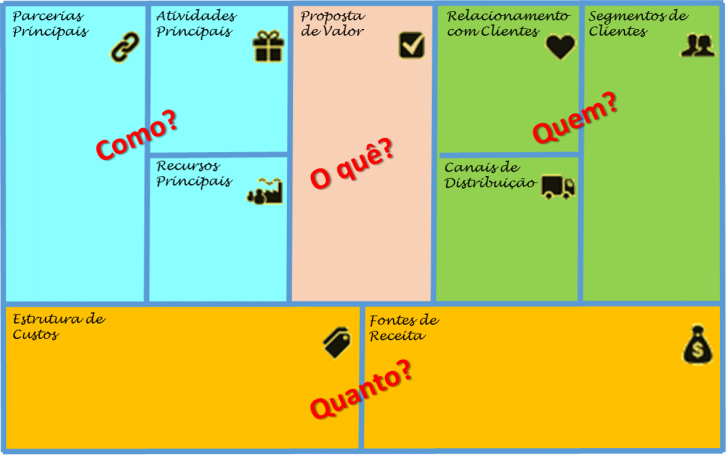 Parcerias
Principais
Atividades
Principais
Proposta
de Valor
Relacionamento
com Clientes
Segmentos de
Clientes
Como?
O quê?
Quem?
Recursos
Principais
Canais de
Distribuição
Estrutura de
Custos
Fontes de
Receita
Quanto?
$